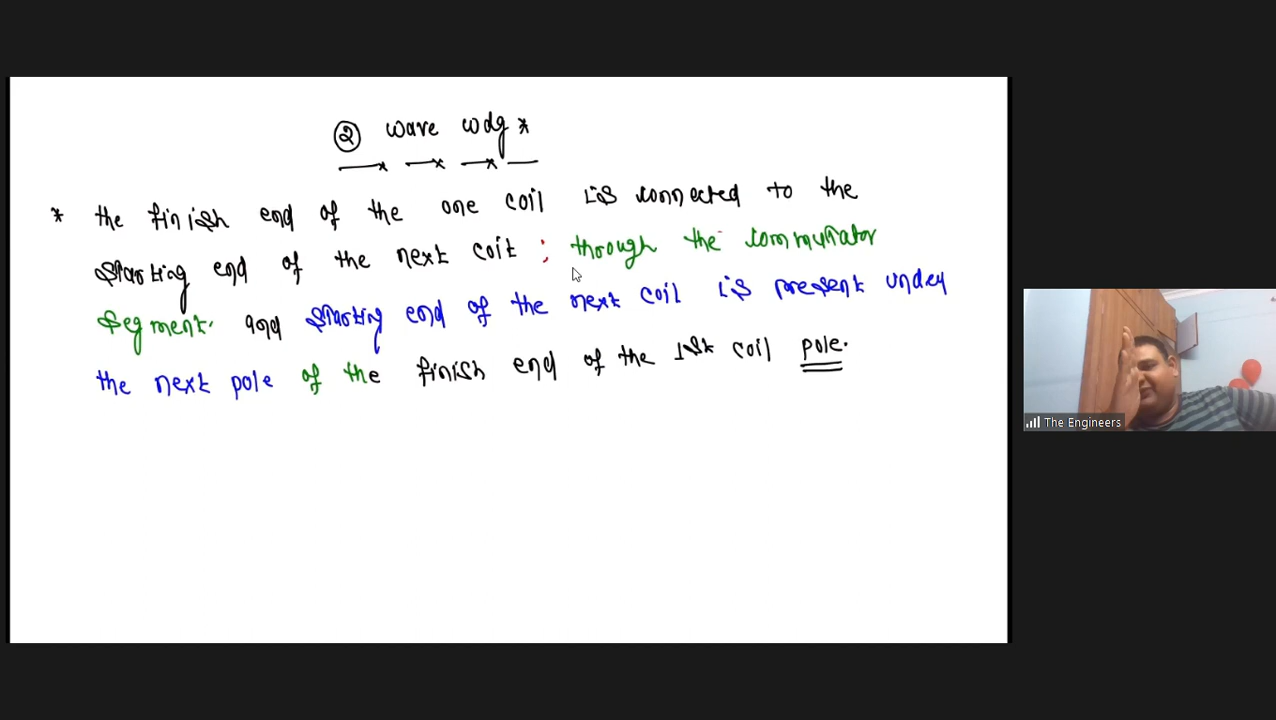 ② wave wdg *
* the finish end of the one coil is connected to the
starting end of the next coil ; through the commutator
segment. and starting end of the next coil is present under
the next pole of the finish end of the 1st coil pole.
The Engineers